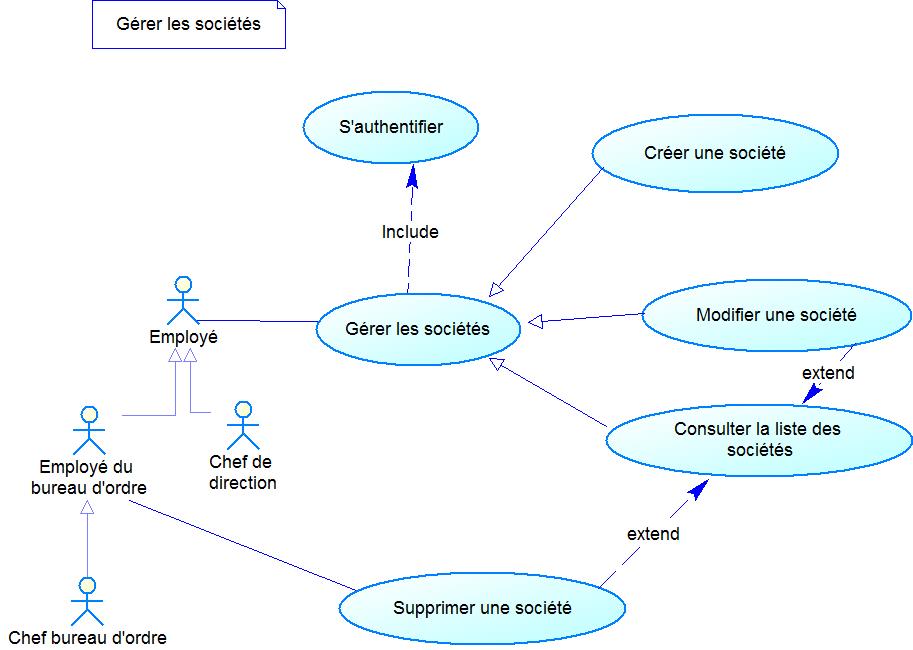 Gérer les sociétés
S'authentifier
Créer une société
Include
Employé
Gérer les sociétés
Modifier une société
extend
Consulter la liste des
sociétés
Employé du
bureau d'ordre
Chef de
direction
extend
Supprimer une société
Chef bureau d'ordre